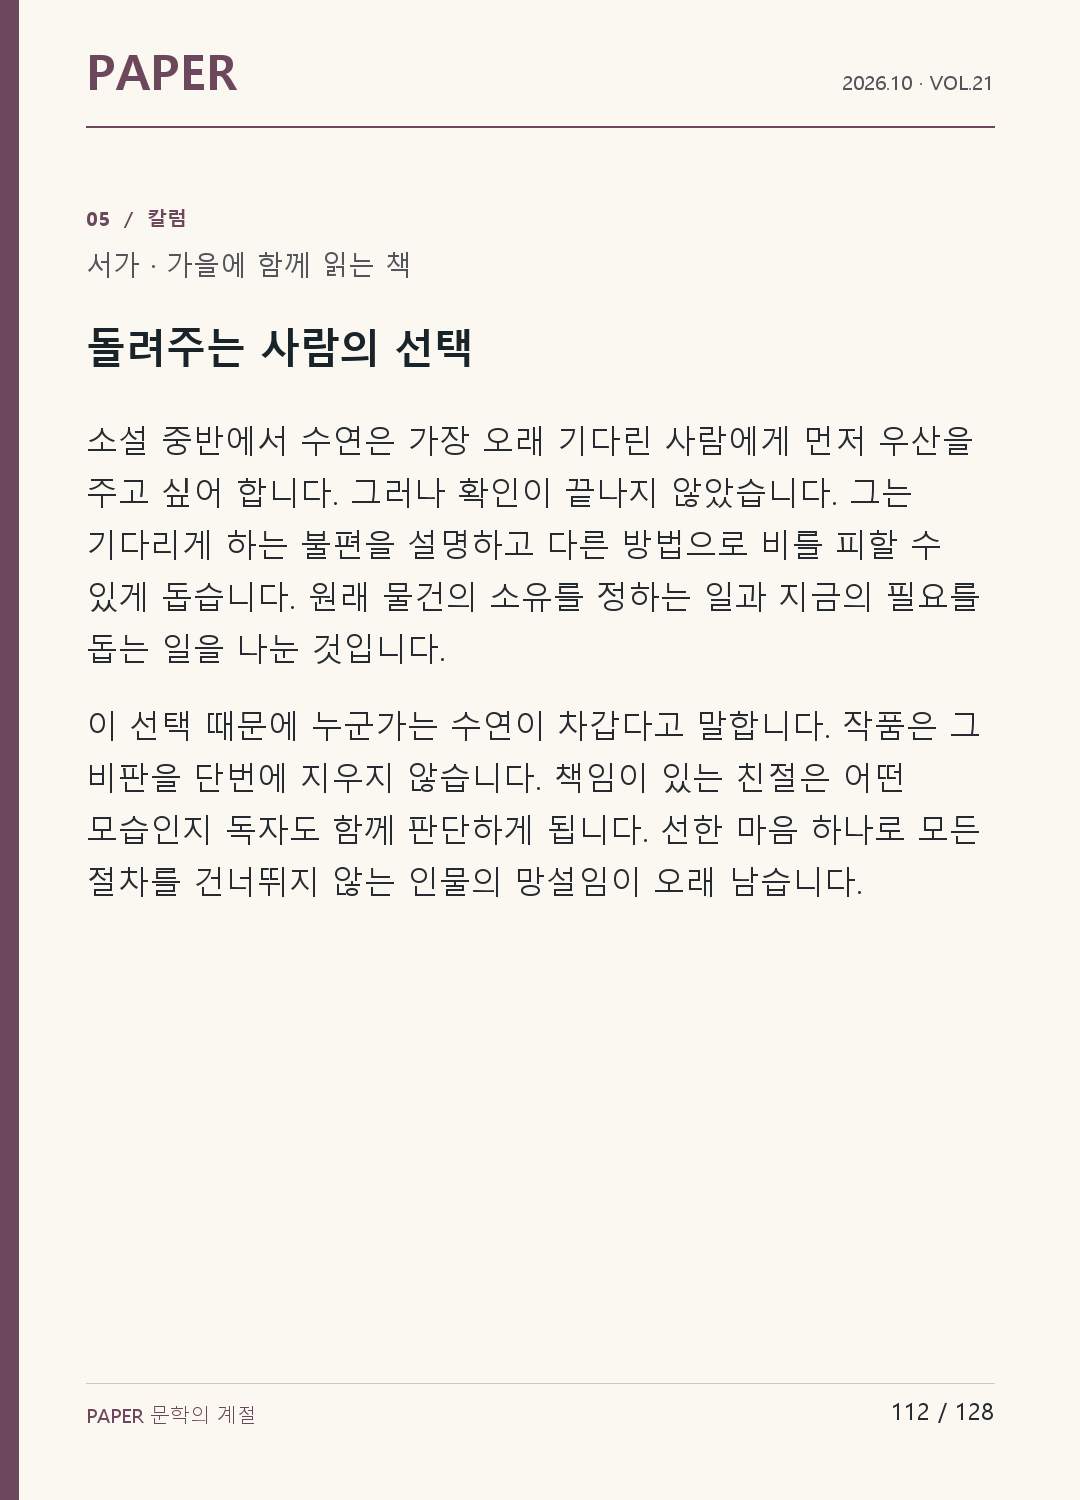 PAPER
2026.10 · VOL.21
05 / 칼럼
서가 · 가을에 함께 읽는 책
돌려주는 사람의 선택
소설 중반에서 수연은 가장 오래 기다린 사람에게 먼저 우산을
주고 싶어 합니다. 그러나 확인이 끝나지 않았습니다. 그는
기다리게 하는 불편을 설명하고 다른 방법으로 비를 피할 수
있게 돕습니다. 원래 물건의 소유를 정하는 일과 지금의 필요를
돕는 일을 나눈 것입니다.
이 선택 때문에 누군가는 수연이 차갑다고 말합니다. 작품은 그
비판을 단번에 지우지 않습니다. 책임이 있는 친절은 어떤
모습인지 독자도 함께 판단하게 됩니다. 선한 마음 하나로 모든
절차를 건너뛰지 않는 인물의 망설임이 오래 남습니다.
PAPER 문학의 계절
112 / 128